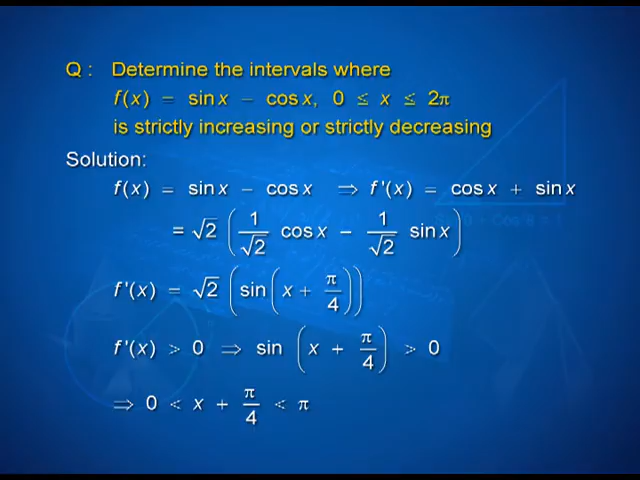 Q : Determine the intervals where
f(x) = sin x − cos x, 0 ≤ x ≤ 2π
is strictly increasing or strictly decreasing
Solution:
f(x) = sin x − cos x ⇒ f'(x) = cos x + sin x
= √2 (1/√2 cos x − 1/√2 sin x)
f'(x) = √2 (sin (x + π/4))
f'(x) > 0 ⇒ sin (x + π/4) > 0
⇒ 0 < x + π/4 < π